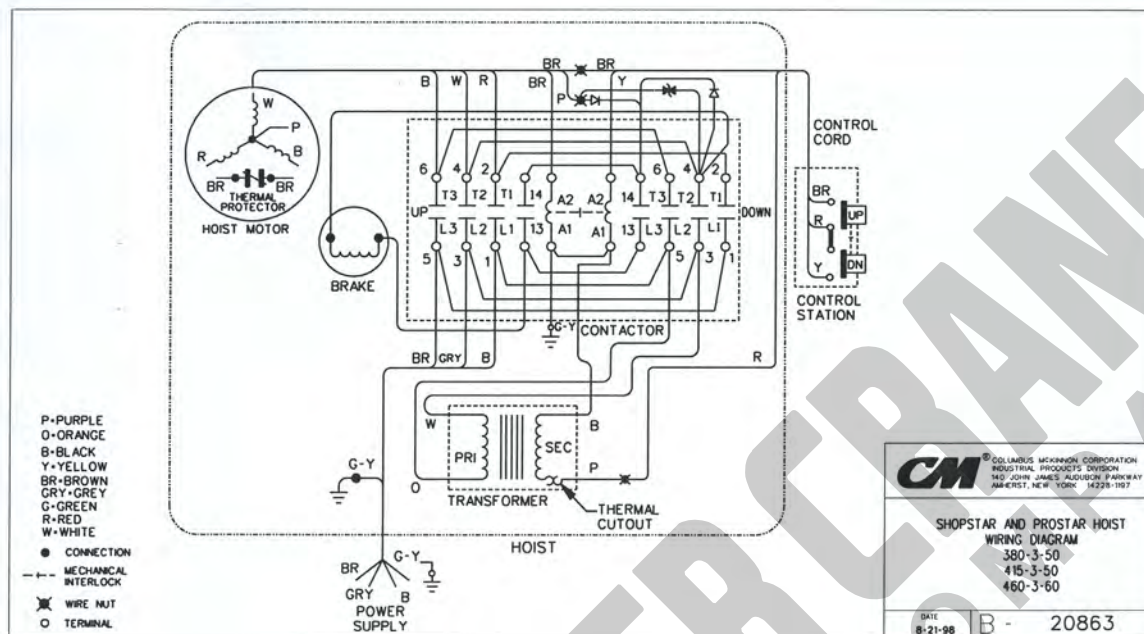 BR BR
B W R BR Y
P
W
P
R B
BR BR
THERMAL
PROTECTOR
HOIST MOTOR
BRAKE
6 4 2 6 4 2
T3 T2 T1 14 A2 A2 14 T3 T2 T1
UP DOWN
L3 L2 L1 13 A1 A1 13 L3 L2 L1
5 3 1 5 3 1
G-Y CONTACTOR
BR GRY B
R
CONTROL
CORD
BR
R UP
Y DN
CONTROL
STATION
W B
PRI SEC
P
O
TRANSFORMER
THERMAL
CUTOUT
HOIST
G-Y
G-Y
BR
GRY B
POWER
SUPPLY
P-PURPLE
O-ORANGE
B-BLACK
Y-YELLOW
BR-BROWN
GRY-GREY
G-GREEN
R-RED
W-WHITE
CONNECTION
MECHANICAL
INTERLOCK
WIRE NUT
TERMINAL
CM ® COLUMBUS MCKINNON CORPORATION
INDUSTRIAL PRODUCTS DIVISION
140 JOHN JAMES AUDUBON PARKWAY
AMHERST, NEW YORK 14228-1197
SHOPSTAR AND PROSTAR HOIST
WIRING DIAGRAM
380-3-50
415-3-50
460-3-60
DATE
8-21-98
B - 20863
ER CRANE